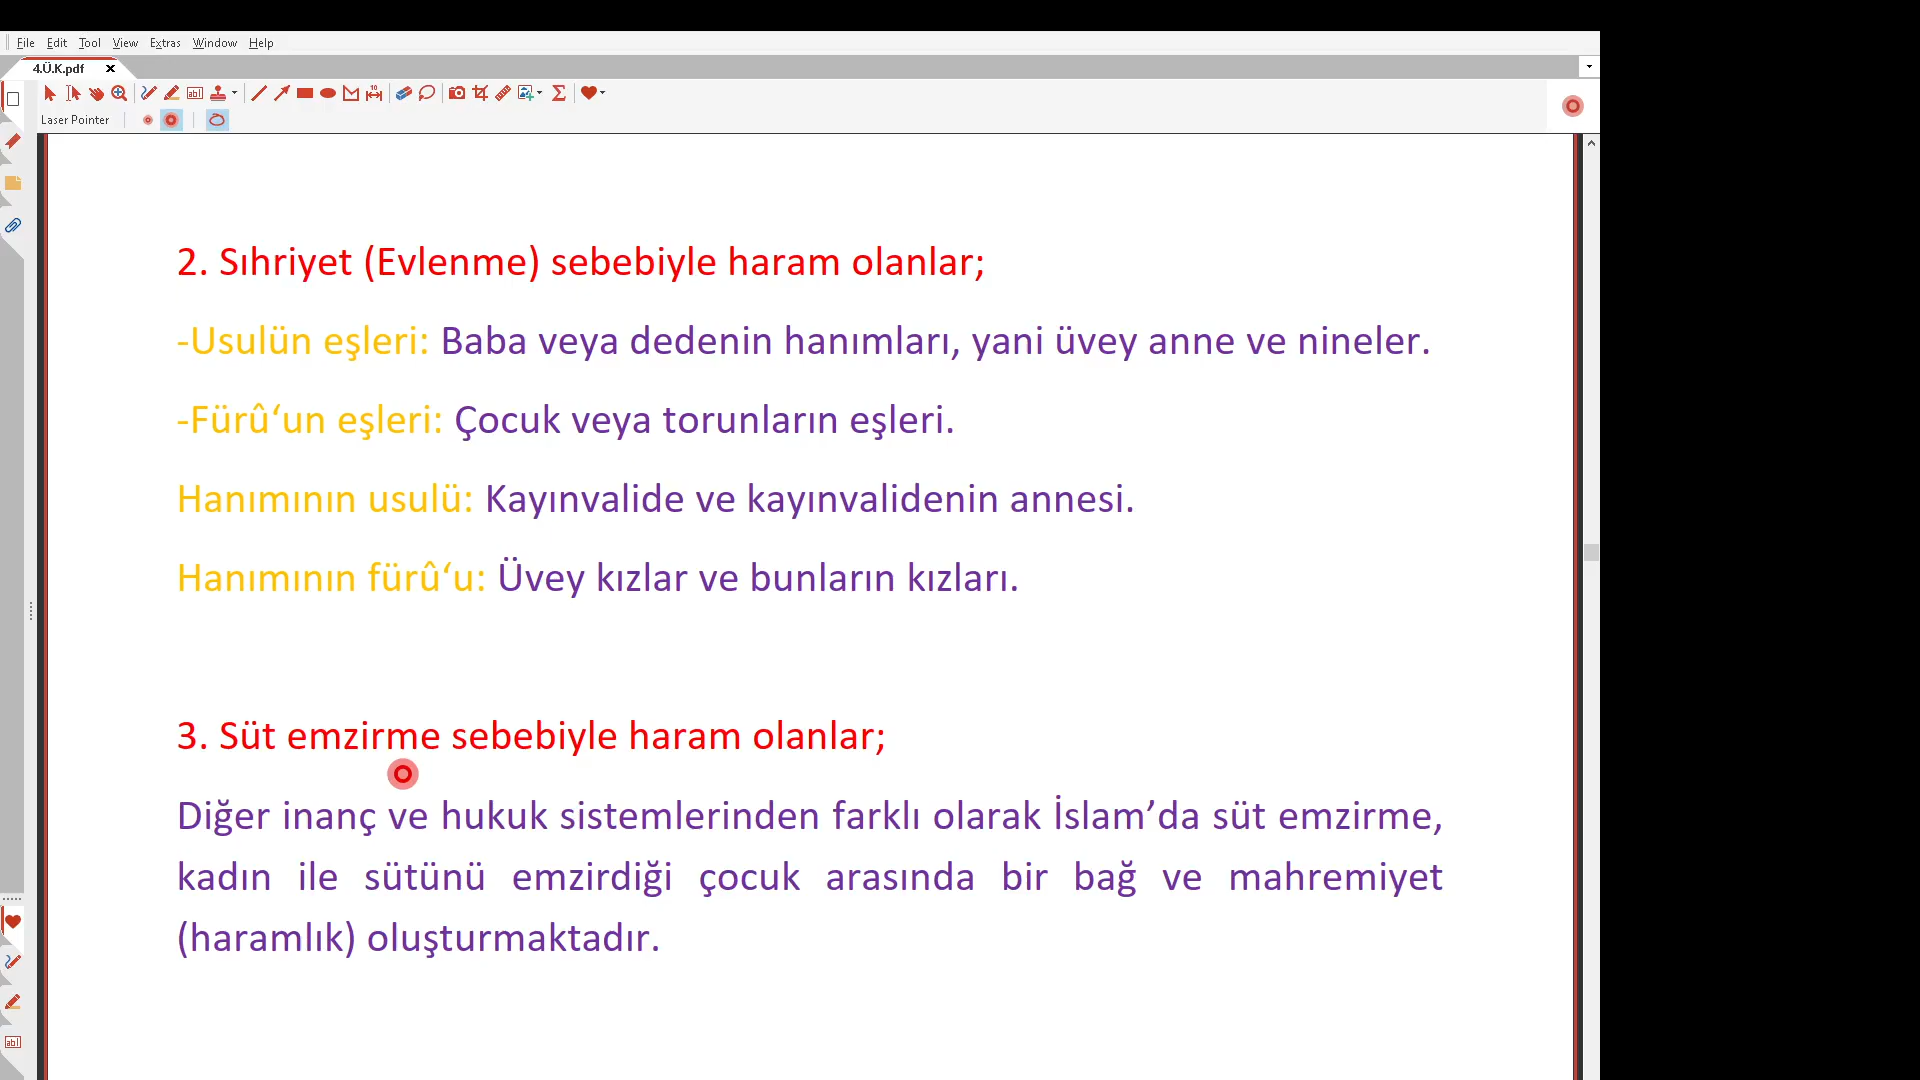 File Edit Tool View Extras Window Help
4.Ü.K.pdf
Laser Pointer
2. Sıhriyet (Evlenme) sebebiyle haram olanlar;
-Usulün eşleri: Baba veya dedenin hanımları, yani üvey anne ve nineler.
-Fürû‘un eşleri: Çocuk veya torunların eşleri.
Hanımının usulü: Kayınvalide ve kayınvalidenin annesi.
Hanımının fürû‘u: Üvey kızlar ve bunların kızları.
3. Süt emzirme sebebiyle haram olanlar;
Diğer inanç ve hukuk sistemlerinden farklı olarak İslam’da süt emzirme,
kadın ile sütünü emzirdiği çocuk arasında bir bağ ve mahremiyet
(haramlık) oluşturmaktadır.